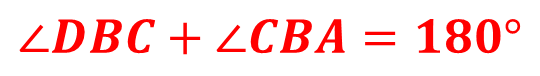 ∠DBC + ∠CBA = 180°